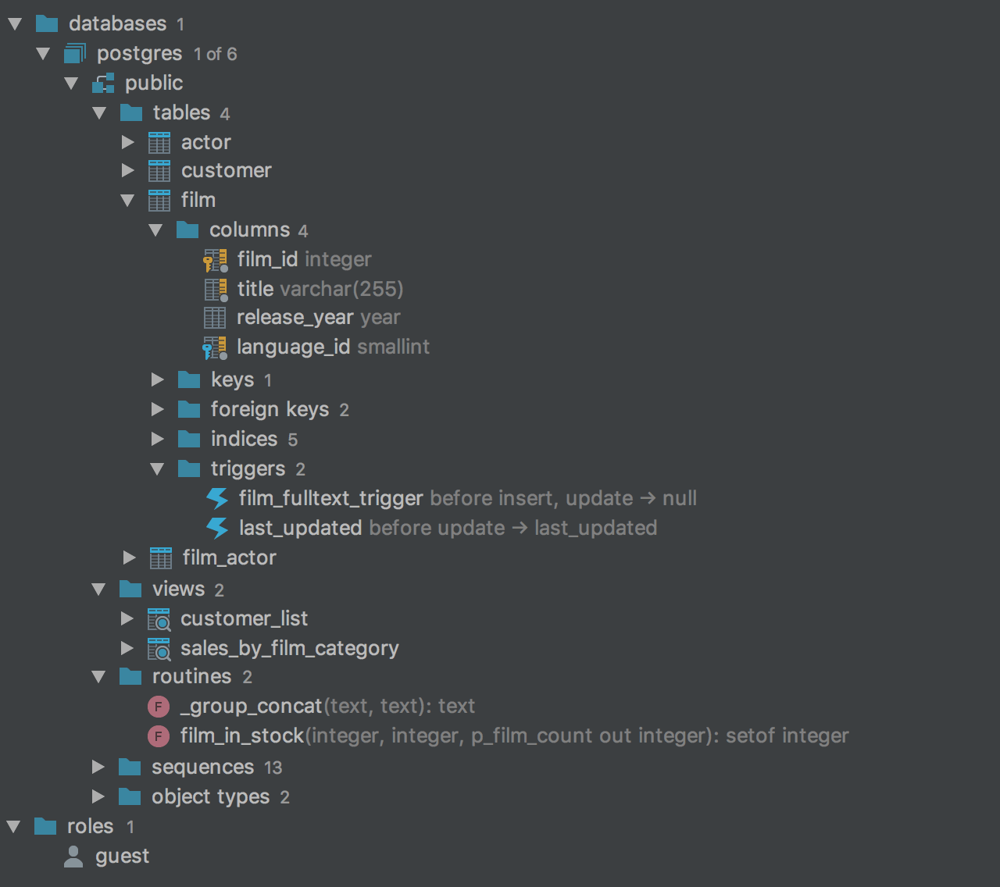 databases 1
postgres 1 of 6
public
tables 4
actor
customer
film
columns 4
film_id integer
title varchar(255)
release_year year
language_id smallint
keys 1
foreign keys 2
indices 5
triggers 2
film_fulltext_trigger before insert, update → null
last_updated before update → last_updated
film_actor
views 2
customer_list
sales_by_film_category
routines 2
F _group_concat(text, text): text
F film_in_stock(integer, integer, p_film_count out integer): setof integer
sequences 13
object types 2
roles 1
guest